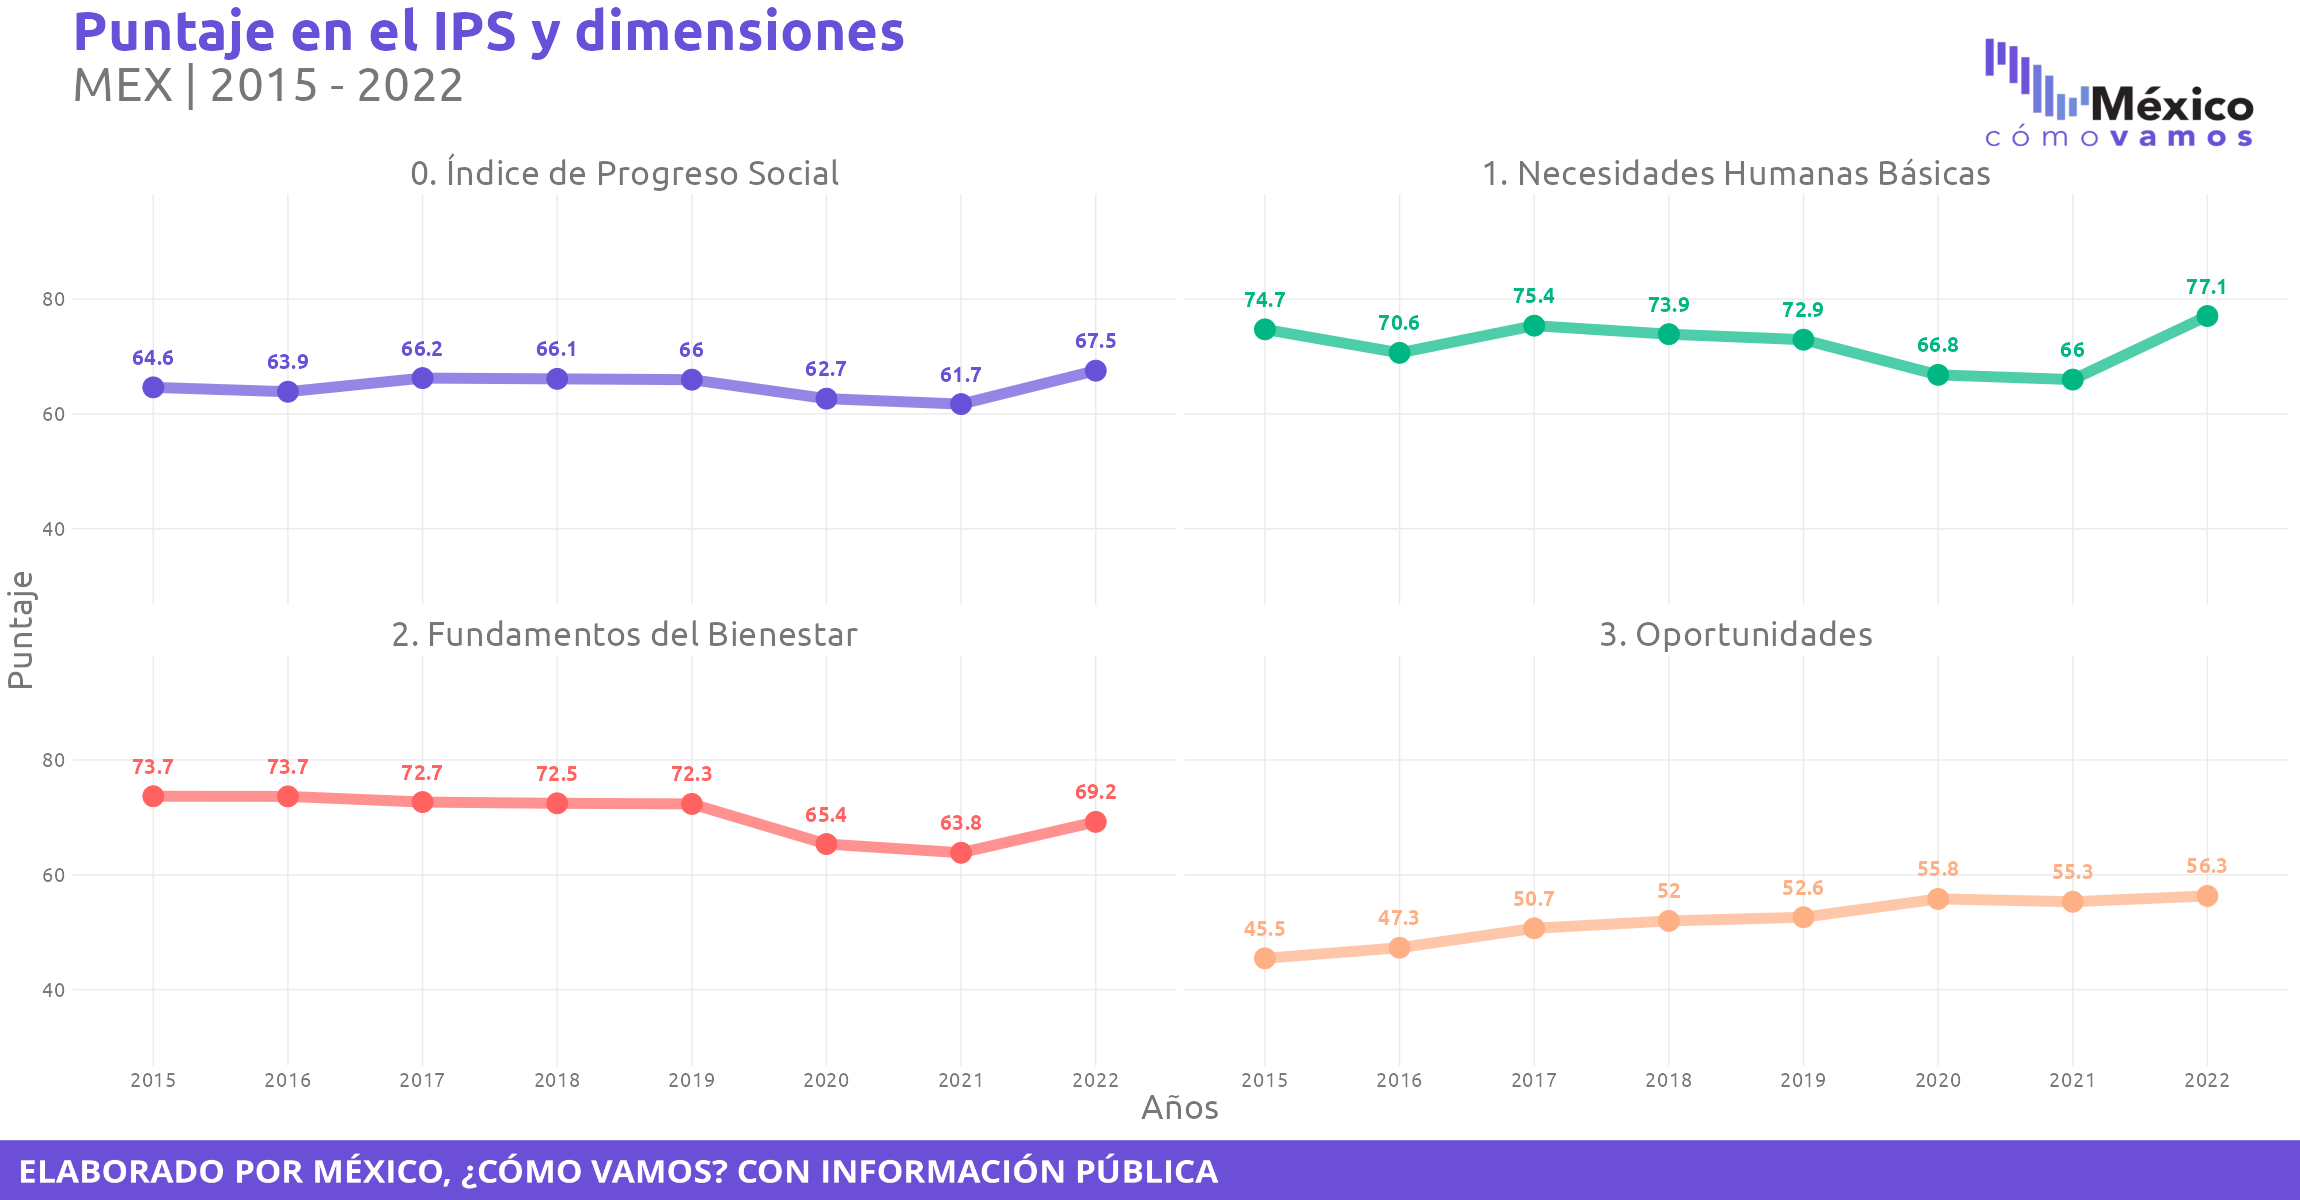 Puntaje en el IPS y dimensiones
MEX | 2015 - 2022
México
cómovamos
0. Índice de Progreso Social
1. Necesidades Humanas Básicas
80
60
40
64.6 63.9 66.2 66.1 66 62.7 61.7 67.5
74.7 70.6 75.4 73.9 72.9 66.8 66 77.1
Puntaje
2. Fundamentos del Bienestar
3. Oportunidades
80
60
40
73.7 73.7 72.7 72.5 72.3 65.4 63.8 69.2
45.5 47.3 50.7 52 52.6 55.8 55.3 56.3
2015 2016 2017 2018 2019 2020 2021 2022
2015 2016 2017 2018 2019 2020 2021 2022
Años
ELABORADO POR MÉXICO, ¿CÓMO VAMOS? CON INFORMACIÓN PÚBLICA